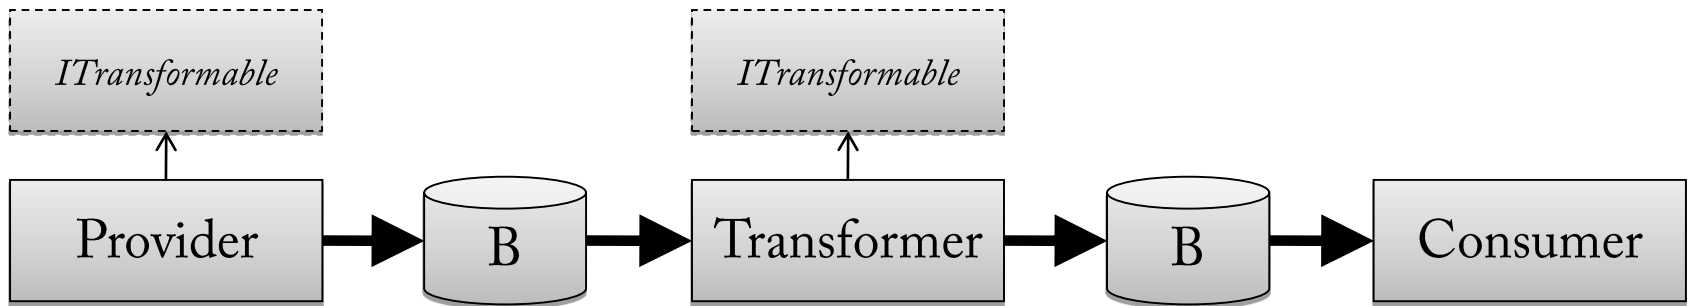 ITransformable
ITransformable
Provider
B
Transformer
B
Consumer